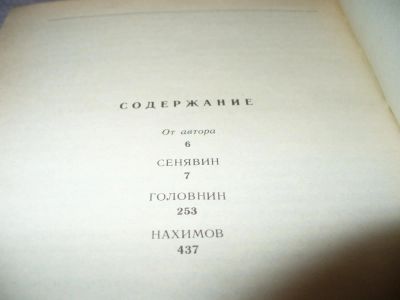 СОДЕРЖАНИЕ
От автора
6
СЕНЯВИН
7
ГОЛОВНИН
253
НАХИМОВ
437